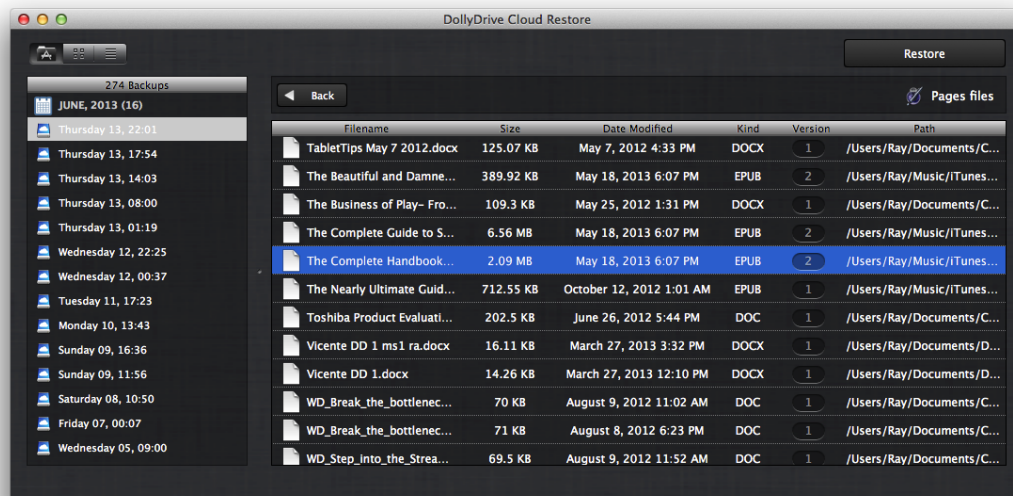 DollyDrive Cloud Restore
Restore
274 Backups
JUNE, 2013 (16)
Thursday 13, 22:01
Thursday 13, 17:54
Thursday 13, 14:03
Thursday 13, 08:00
Thursday 13, 01:19
Wednesday 12, 22:25
Wednesday 12, 00:37
Tuesday 11, 17:23
Monday 10, 13:43
Sunday 09, 16:36
Sunday 09, 11:56
Saturday 08, 10:50
Friday 07, 00:07
Wednesday 05, 09:00
Back
Pages files
Filename Size Date Modified Kind Version Path
TabletTips May 7 2012.docx 125.07 KB May 7, 2012 4:33 PM DOCX 1 /Users/Ray/Documents/C...
The Beautiful and Damne... 389.92 KB May 18, 2013 6:07 PM EPUB 2 /Users/Ray/Music/iTunes...
The Business of Play– Fro... 109.3 KB May 25, 2012 1:31 PM DOCX 1 /Users/Ray/Documents/C...
The Complete Guide to S... 6.56 MB May 18, 2013 6:07 PM EPUB 2 /Users/Ray/Music/iTunes...
The Complete Handbook... 2.09 MB May 18, 2013 6:07 PM EPUB 2 /Users/Ray/Music/iTunes...
The Nearly Ultimate Guid... 712.55 KB October 12, 2012 1:01 AM EPUB 1 /Users/Ray/Music/iTunes...
Toshiba Product Evaluati... 202.5 KB June 26, 2012 5:44 PM DOC 1 /Users/Ray/Documents/C...
Vicente DD 1 ms1 ra.docx 16.11 KB March 27, 2013 3:32 PM DOCX 1 /Users/Ray/Documents/D...
Vicente DD 1.docx 14.26 KB March 27, 2013 12:10 PM DOCX 1 /Users/Ray/Documents/D...
WD_Break_the_bottlenec... 70 KB August 9, 2012 11:02 AM DOC 1 /Users/Ray/Documents/C...
WD_Break_the_bottlenec... 71 KB August 8, 2012 6:23 PM DOC 1 /Users/Ray/Documents/C...
WD_Step_into_the_Strea... 69.5 KB August 9, 2012 11:52 AM DOC 1 /Users/Ray/Documents/C...